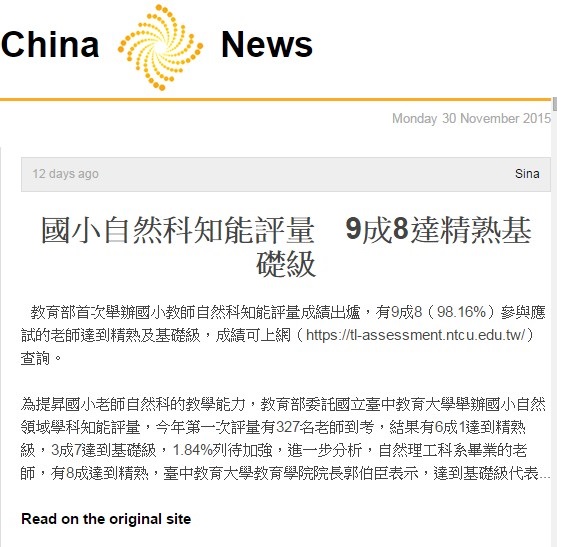 China News
Monday 30 November 2015
12 days ago Sina
國小自然科知能評量　9成8達精熟基
礎級
教育部首次舉辦國小教師自然科知能評量成績出爐，有9成8（98.16%）參與應
試的老師達到精熟及基礎級，成績可上網（https://tl-assessment.ntcu.edu.tw/）
查詢。
為提昇國小老師自然科的教學能力，教育部委託國立臺中教育大學舉辦國小自然
領域學科知能評量，今年第一次評量有327名老師到考，結果有6成1達到精熟
級，3成7達到基礎級，1.84%列待加強，進一步分析，自然理工科系畢業的老
師，有8成達到精熟，臺中教育大學教育學院院長郭伯臣表示，達到基礎級代表...
Read on the original site